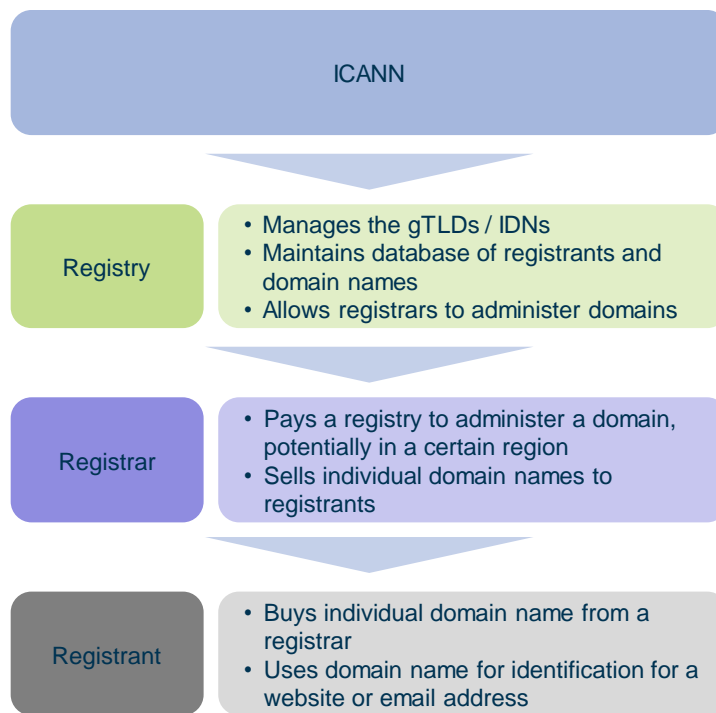 ICANN
Registry
• Manages the gTLDs / IDNs
• Maintains database of registrants and
domain names
• Allows registrars to administer domains
Registrar
• Pays a registry to administer a domain,
potentially in a certain region
• Sells individual domain names to
registrants
Registrant
• Buys individual domain name from a
registrar
• Uses domain name for identification for a
website or email address